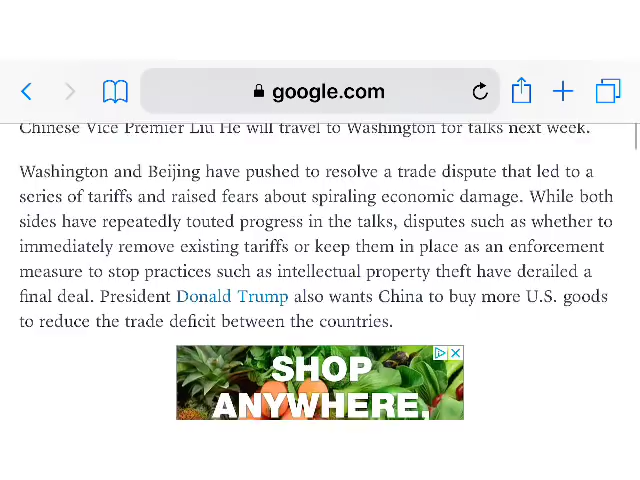 google.com
Chinese Vice Premier Liu He will travel to Washington for talks next week.
Washington and Beijing have pushed to resolve a trade dispute that led to a
series of tariffs and raised fears about spiraling economic damage. While both
sides have repeatedly touted progress in the talks, disputes such as whether to
immediately remove existing tariffs or keep them in place as an enforcement
measure to stop practices such as intellectual property theft have derailed a
final deal. President Donald Trump also wants China to buy more U.S. goods
to reduce the trade deficit between the countries.
SHOP
ANYWHERE,